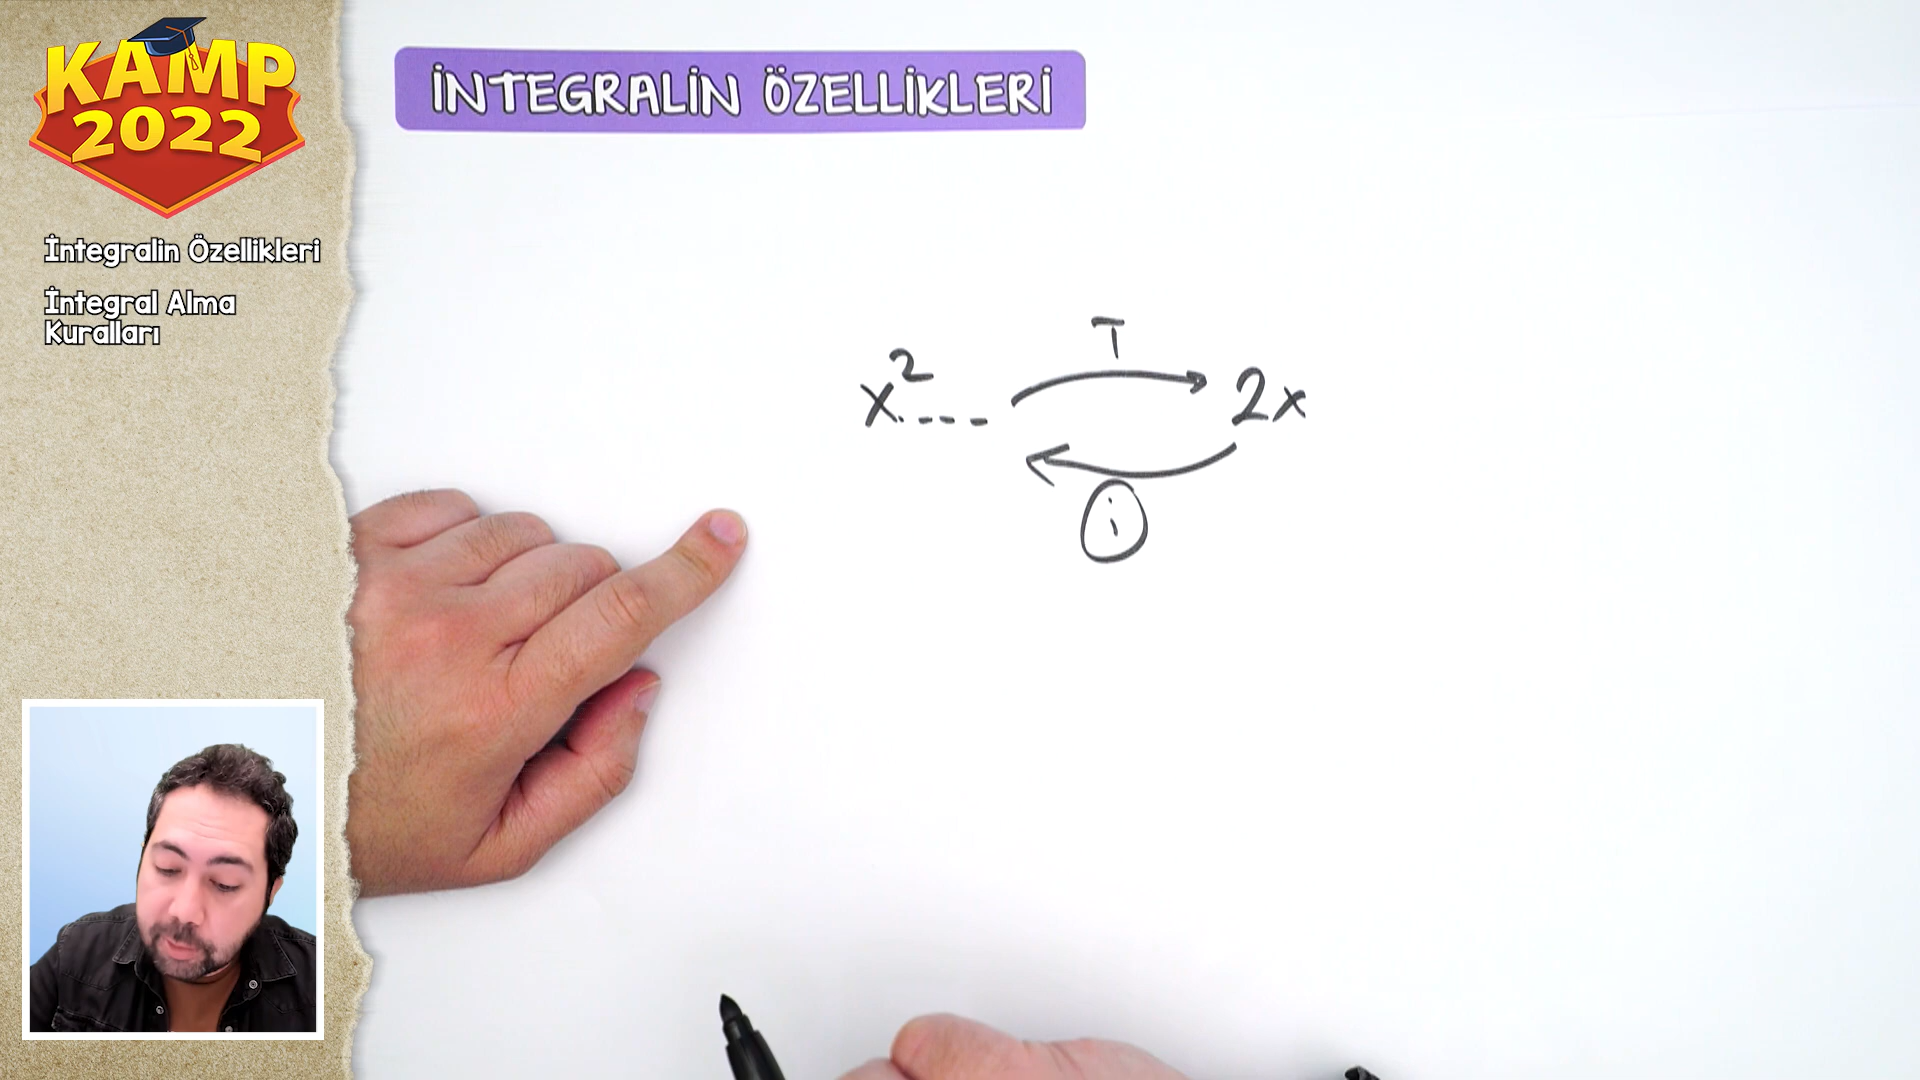 KAMP
2022
İntegralin Özellikleri
İntegral Alma
Kuralları
İNTEGRALİN ÖZELLİKLERİ
T
x² ---- 2x
i